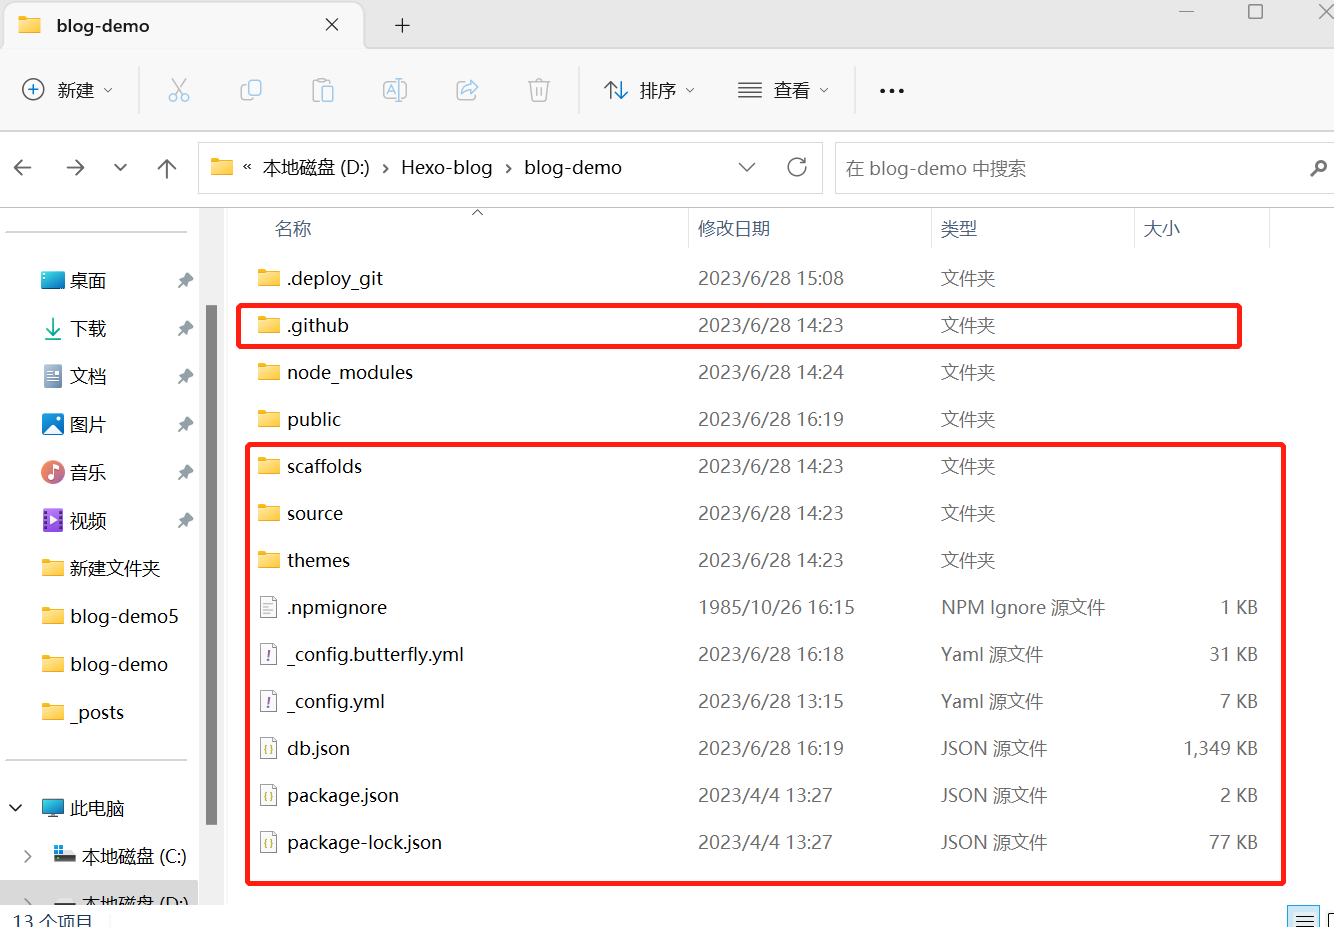 blog-demo
新建
排序
查看
« 本地磁盘 (D:) › Hexo-blog › blog-demo
在 blog-demo 中搜索
名称 修改日期 类型 大小
.deploy_git 2023/6/28 15:08 文件夹
.github 2023/6/28 14:23 文件夹
node_modules 2023/6/28 14:24 文件夹
public 2023/6/28 16:19 文件夹
scaffolds 2023/6/28 14:23 文件夹
source 2023/6/28 14:23 文件夹
themes 2023/6/28 14:23 文件夹
.npmignore 1985/10/26 16:15 NPM Ignore 源文件 1 KB
_config.butterfly.yml 2023/6/28 16:18 Yaml 源文件 31 KB
_config.yml 2023/6/28 13:15 Yaml 源文件 7 KB
db.json 2023/6/28 16:19 JSON 源文件 1,349 KB
package.json 2023/4/4 13:27 JSON 源文件 2 KB
package-lock.json 2023/4/4 13:27 JSON 源文件 77 KB
桌面
下载
文档
图片
音乐
视频
新建文件夹
blog-demo5
blog-demo
_posts
此电脑
本地磁盘 (C:)
本地磁盘 (D:)
13 个项目